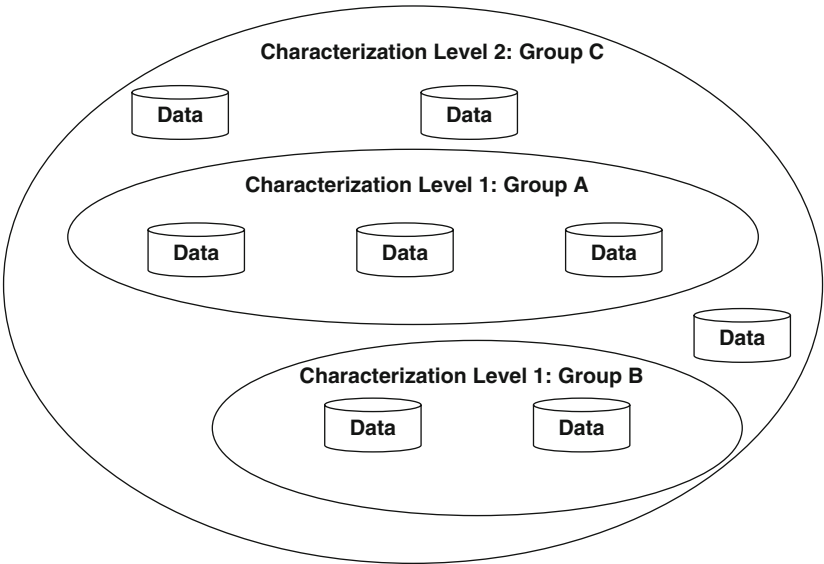 Characterization Level 2: Group C
Data
Data
Characterization Level 1: Group A
Data
Data
Data
Data
Characterization Level 1: Group B
Data
Data